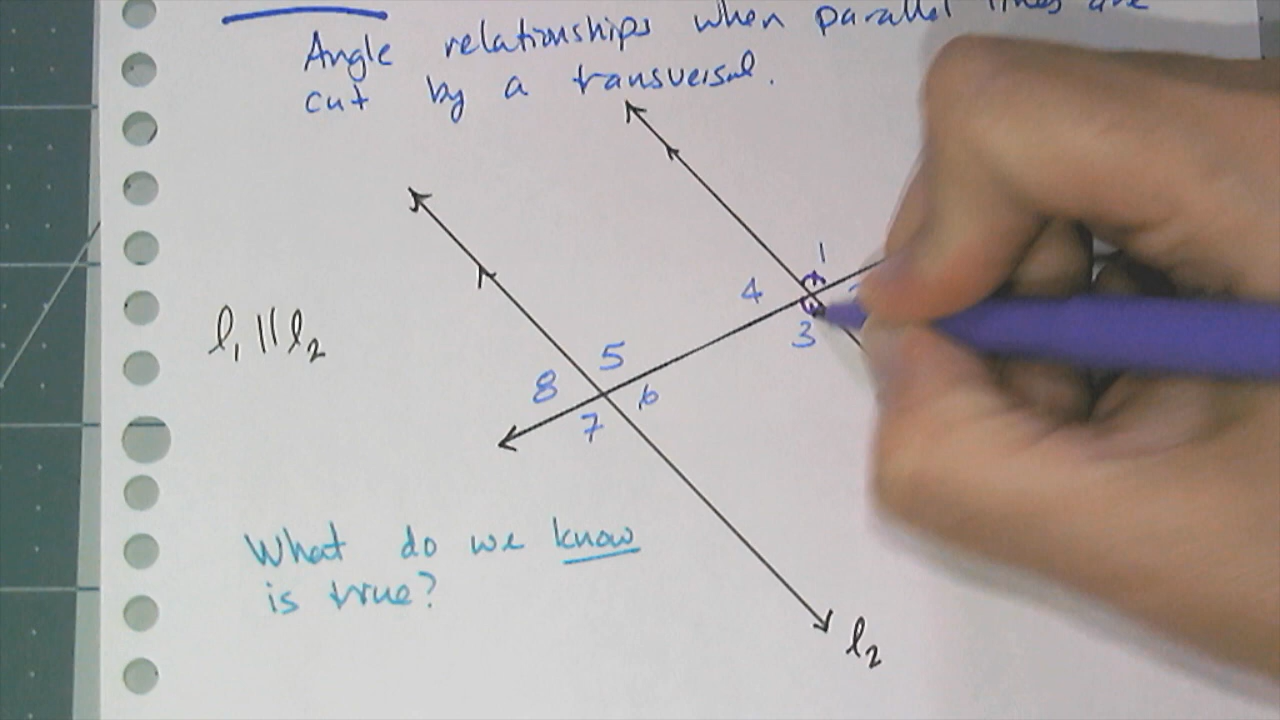 Angle relationships when parallel lines are
cut by a transversal.
1
4
3
5
8
6
7
l₁ || l₂
What do we know
is true?
l₂